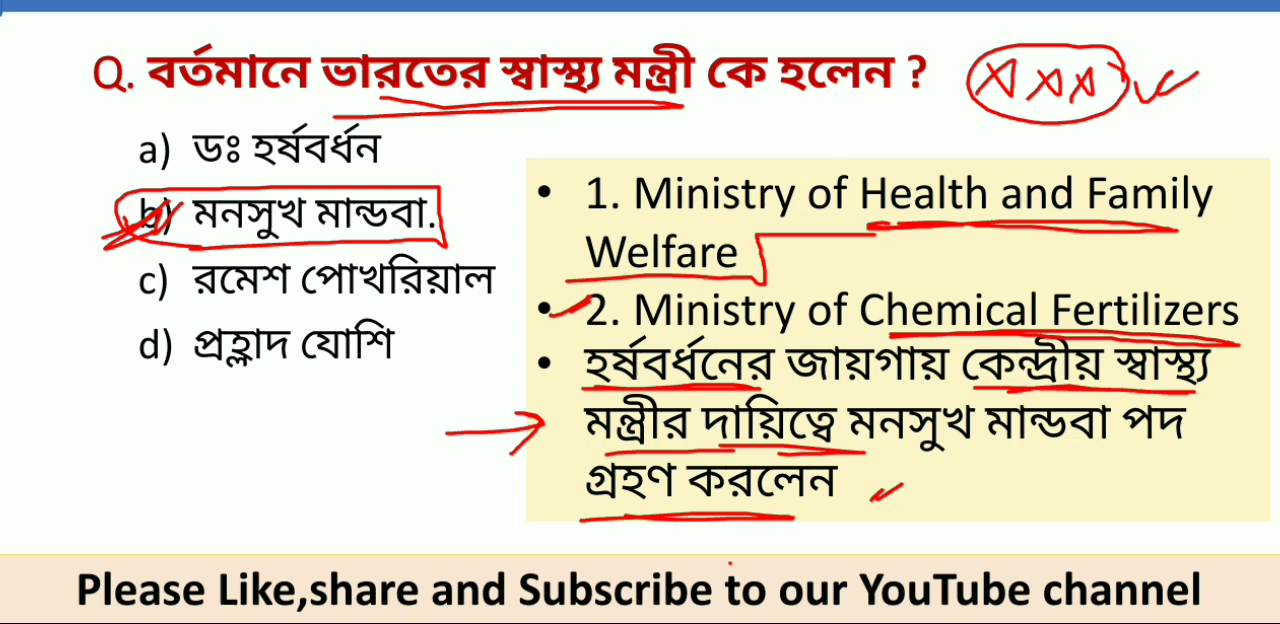 Q. বর্তমানে ভারতের স্বাস্থ্য মন্ত্রী কে হলেন ?
a) ডঃ হর্ষবর্ধন
b) মনসুখ মান্ডবা.
c) রমেশ পোখরিয়াল
d) প্রহ্লাদ যোশি
• 1. Ministry of Health and Family
Welfare
• 2. Ministry of Chemical Fertilizers
• হর্ষবর্ধনের জায়গায় কেন্দ্রীয় স্বাস্থ্য
মন্ত্রীর দায়িত্বে মনসুখ মান্ডবা পদ
গ্রহণ করলেন
Please Like,share and Subscribe to our YouTube channel